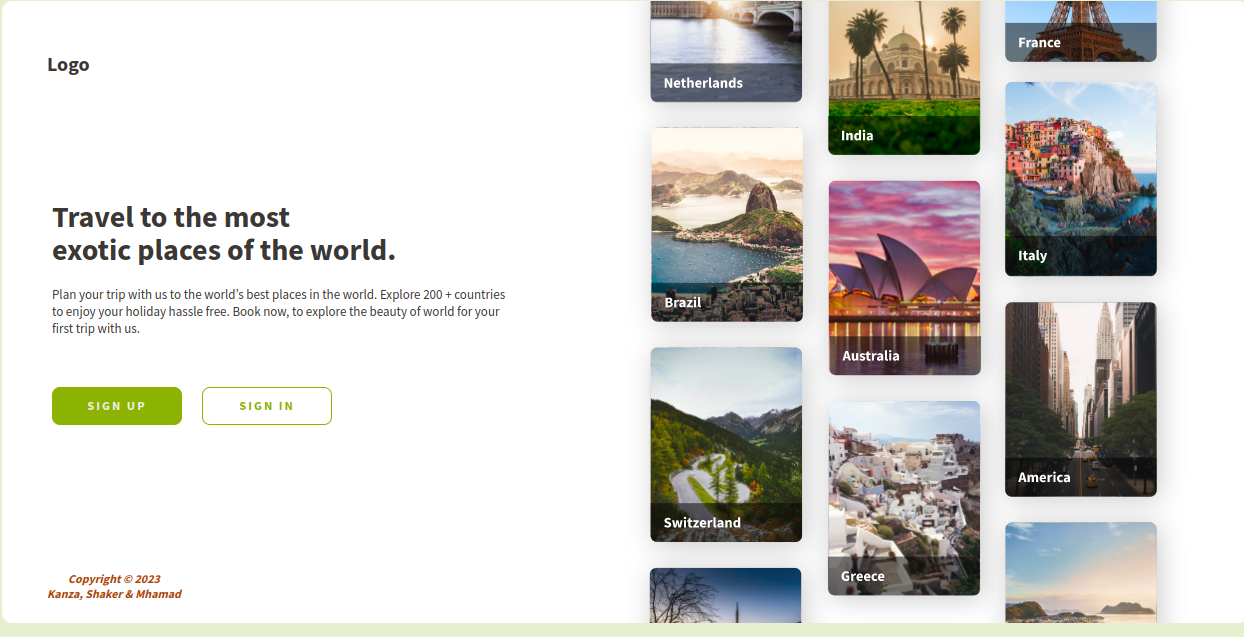 Logo
Travel to the most
exotic places of the world.
Plan your trip with us to the world's best places in the world. Explore 200 + countries
to enjoy your holiday hassle free. Book now, to explore the beauty of world for your
first trip with us.
SIGN UP
SIGN IN
Copyright © 2023
Kanza, Shaker & Mhamad
Netherlands
Brazil
Switzerland
India
Australia
Greece
France
Italy
America